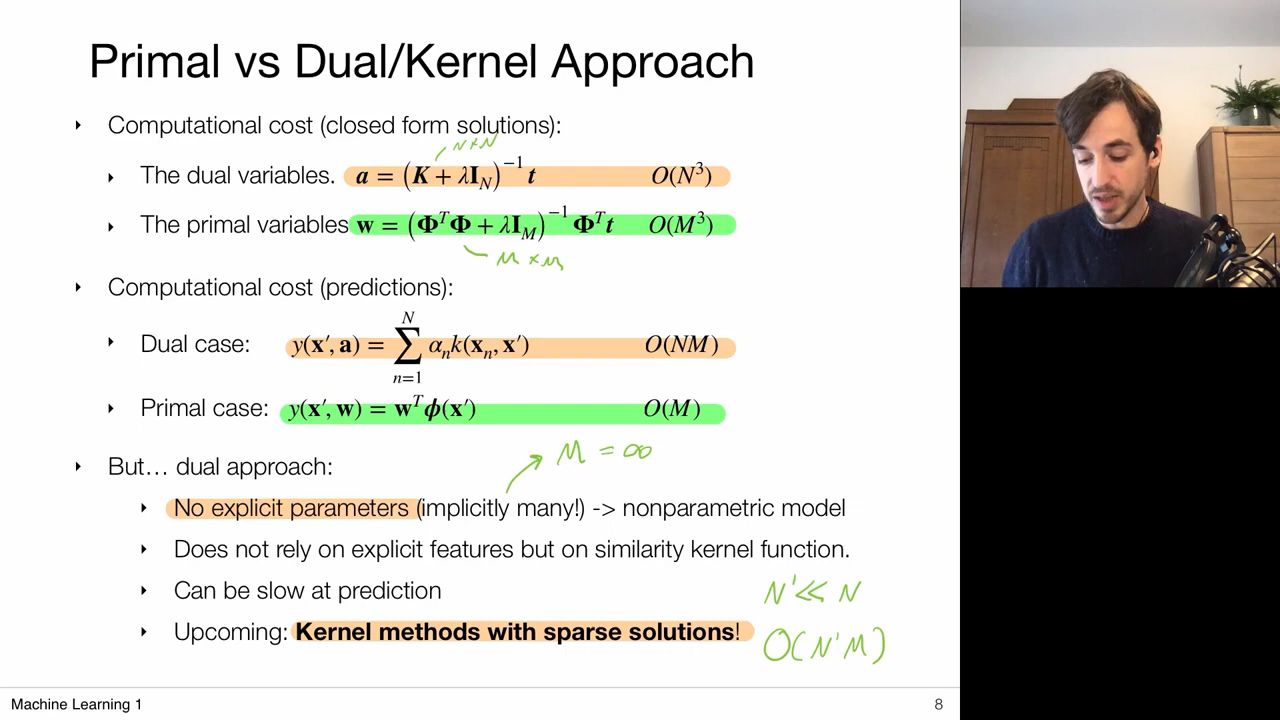 Primal vs Dual/Kernel Approach
‣ Computational cost (closed form solutions):
N×N
‣ The dual variables. a = (K + λI_N)^{-1} t O(N³)
‣ The primal variables w = (Φ^TΦ + λI_M)^{-1} Φ^T t O(M³)
M×M
‣ Computational cost (predictions):
‣ Dual case: y(x′, a) = ∑_{n=1}^{N} α_n k(x_n, x′) O(NM)
‣ Primal case: y(x′, w) = w^T ϕ(x′) O(M)
M = ∞
‣ But… dual approach:
‣ No explicit parameters (implicitly many!) -> nonparametric model
‣ Does not rely on explicit features but on similarity kernel function.
‣ Can be slow at prediction N' ≪ N
‣ Upcoming: Kernel methods with sparse solutions! O(N'M)
Machine Learning 1 8